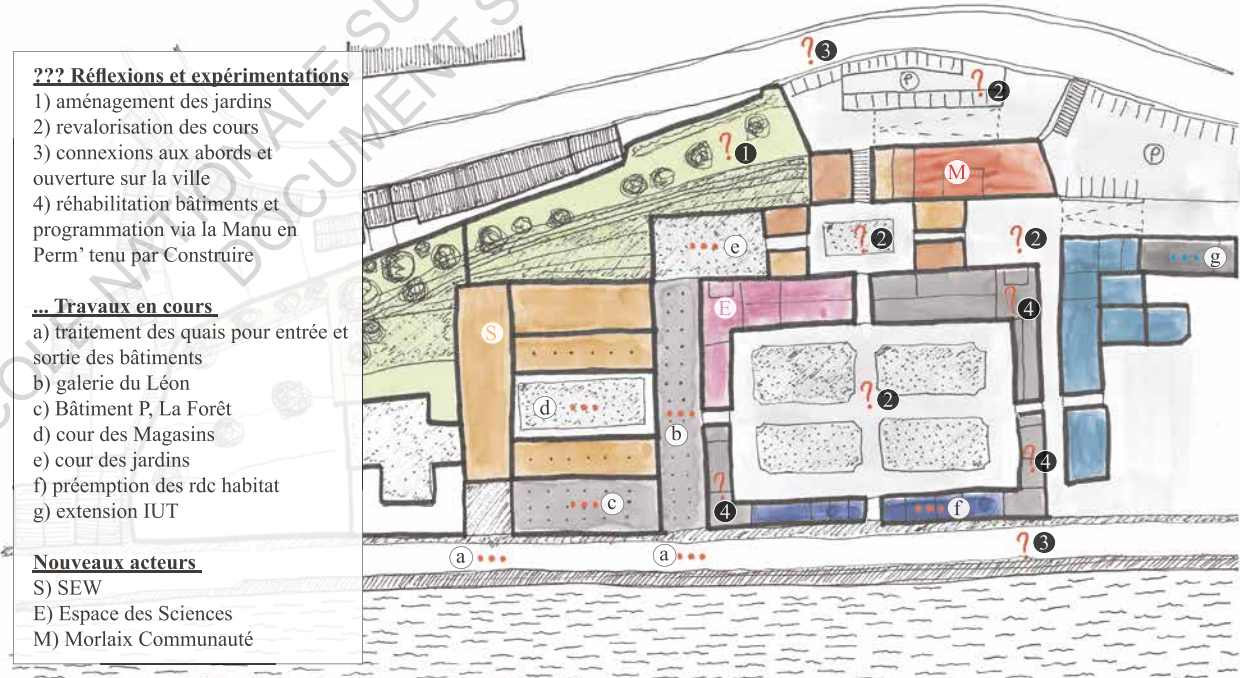 ??? Réflexions et expérimentations
1) aménagement des jardins
2) revalorisation des cours
3) connexions aux abords et
ouverture sur la ville
4) réhabilitation bâtiments et
programmation via la Manu en
Perm’ tenu par Construire
... Travaux en cours
a) traitement des quais pour entrée et
sortie des bâtiments
b) galerie du Léon
c) Bâtiment P, La Forêt
d) cour des Magasins
e) cour des jardins
f) préemption des rdc habitat
g) extension IUT
Nouveaux acteurs
S) SEW
E) Espace des Sciences
M) Morlaix Communauté
? 3
P
? 2
? 1
P
M
... e
? 2
? 2
... g
E
? 4
S
d ...
... b
? 2
? 4
... c
? 4
... f
a ...
a ...
? 3
NATIONALE
DOCUMENT